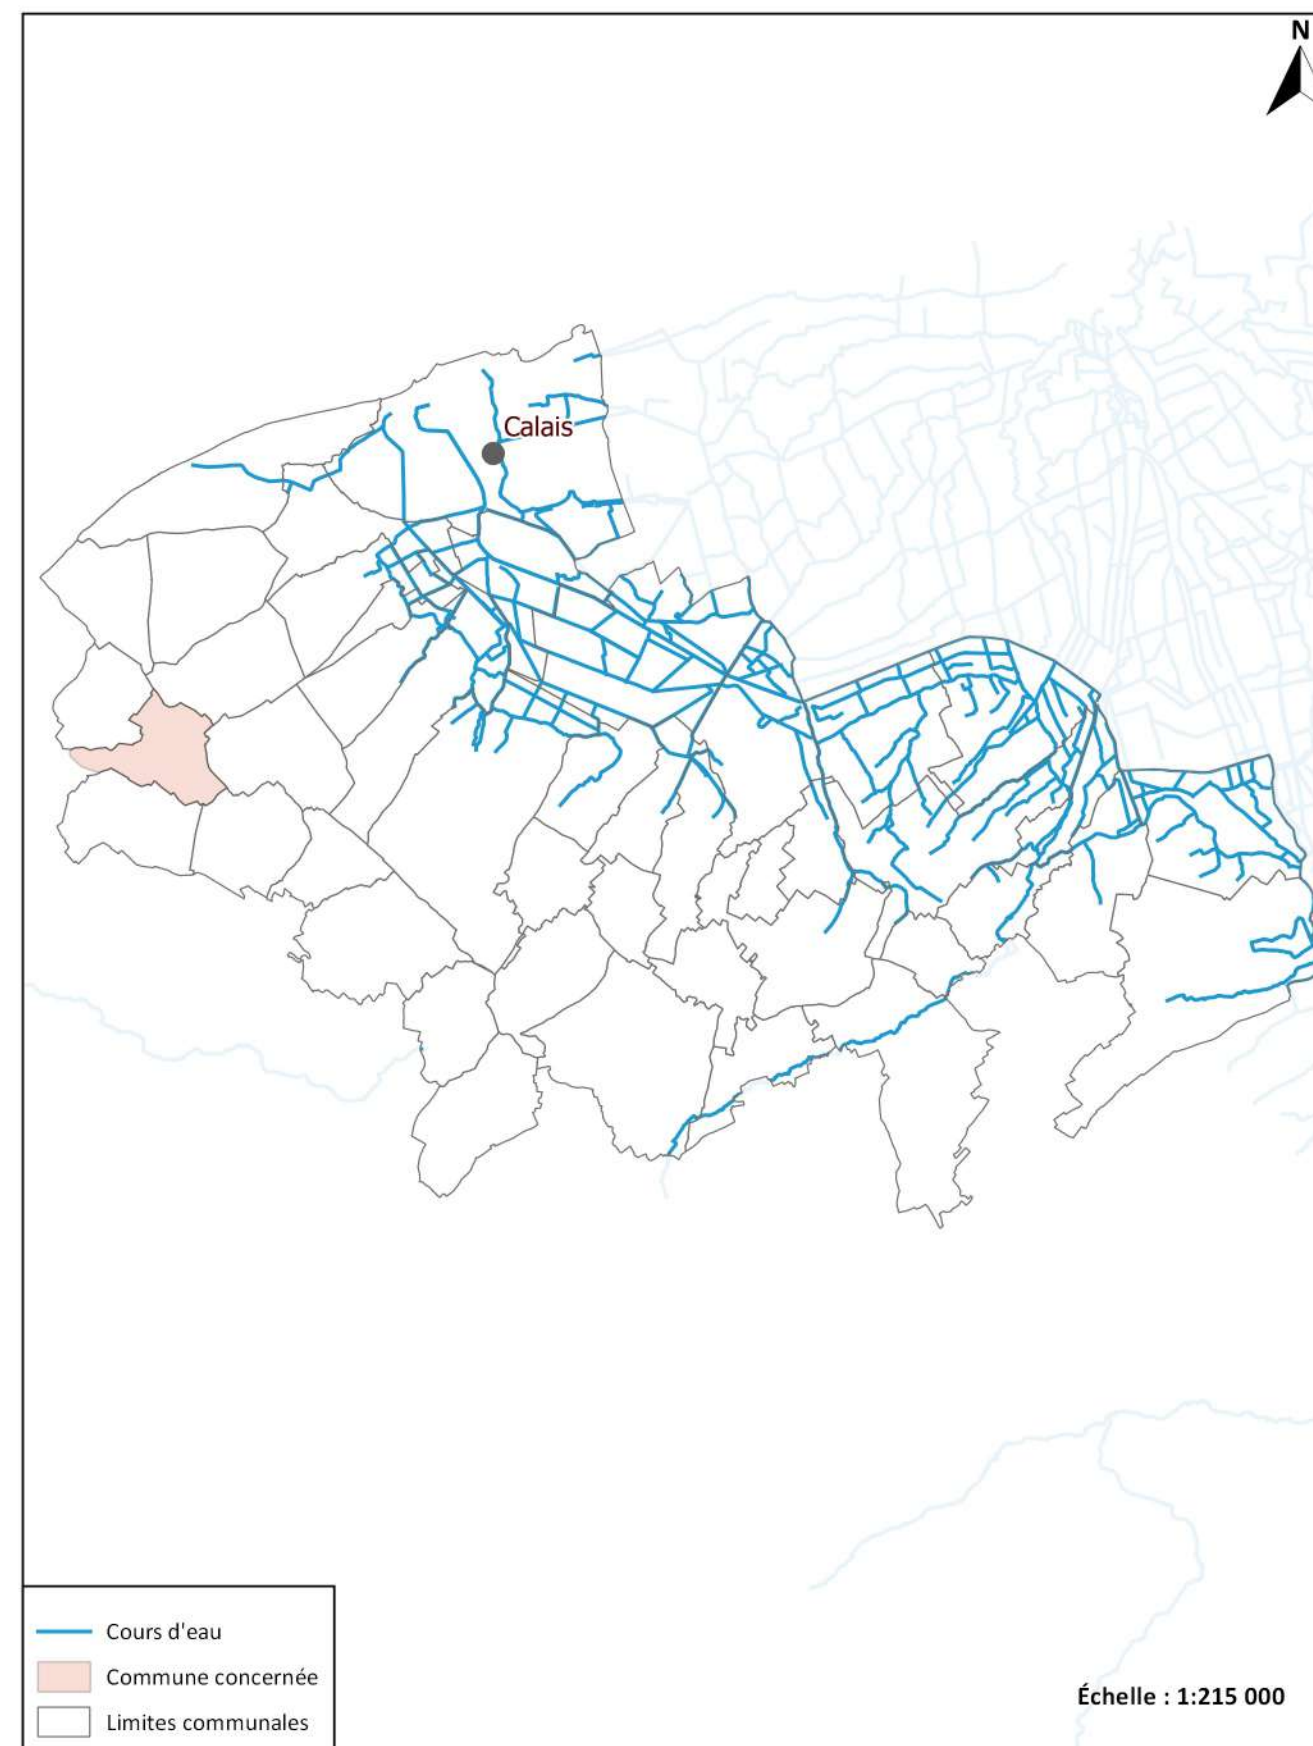 N
Calais
Cours d'eau
Commune concernée
Limites communales
Échelle : 1:215 000